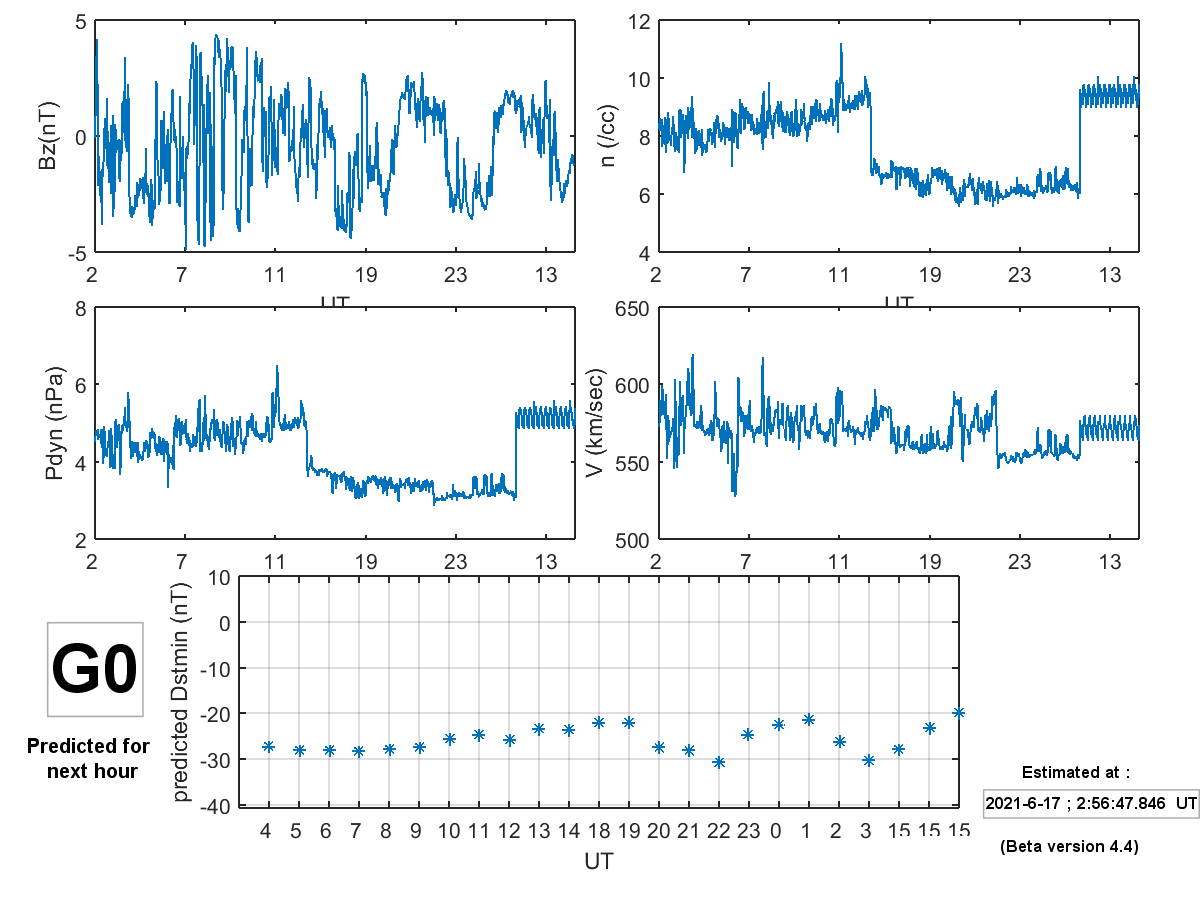 5
0
-5
Bz(nT)
2 7 11 19 23 13
UT
12
10
8
6
4
n (/cc)
2 7 11 19 23 13
UT
8
6
4
2
Pdyn (nPa)
2 7 11 19 23 13
650
600
550
500
V (km/sec)
2 7 11 19 23 13
10
0
-10
-20
-30
-40
predicted Dstmin (nT)
4 5 6 7 8 9 10 11 12 13 14 18 19 20 21 22 23 0 1 2 3 15 15 15
UT
G0
Predicted for
next hour
Estimated at :
2021-6-17 ; 2:56:47.846 UT
(Beta version 4.4)